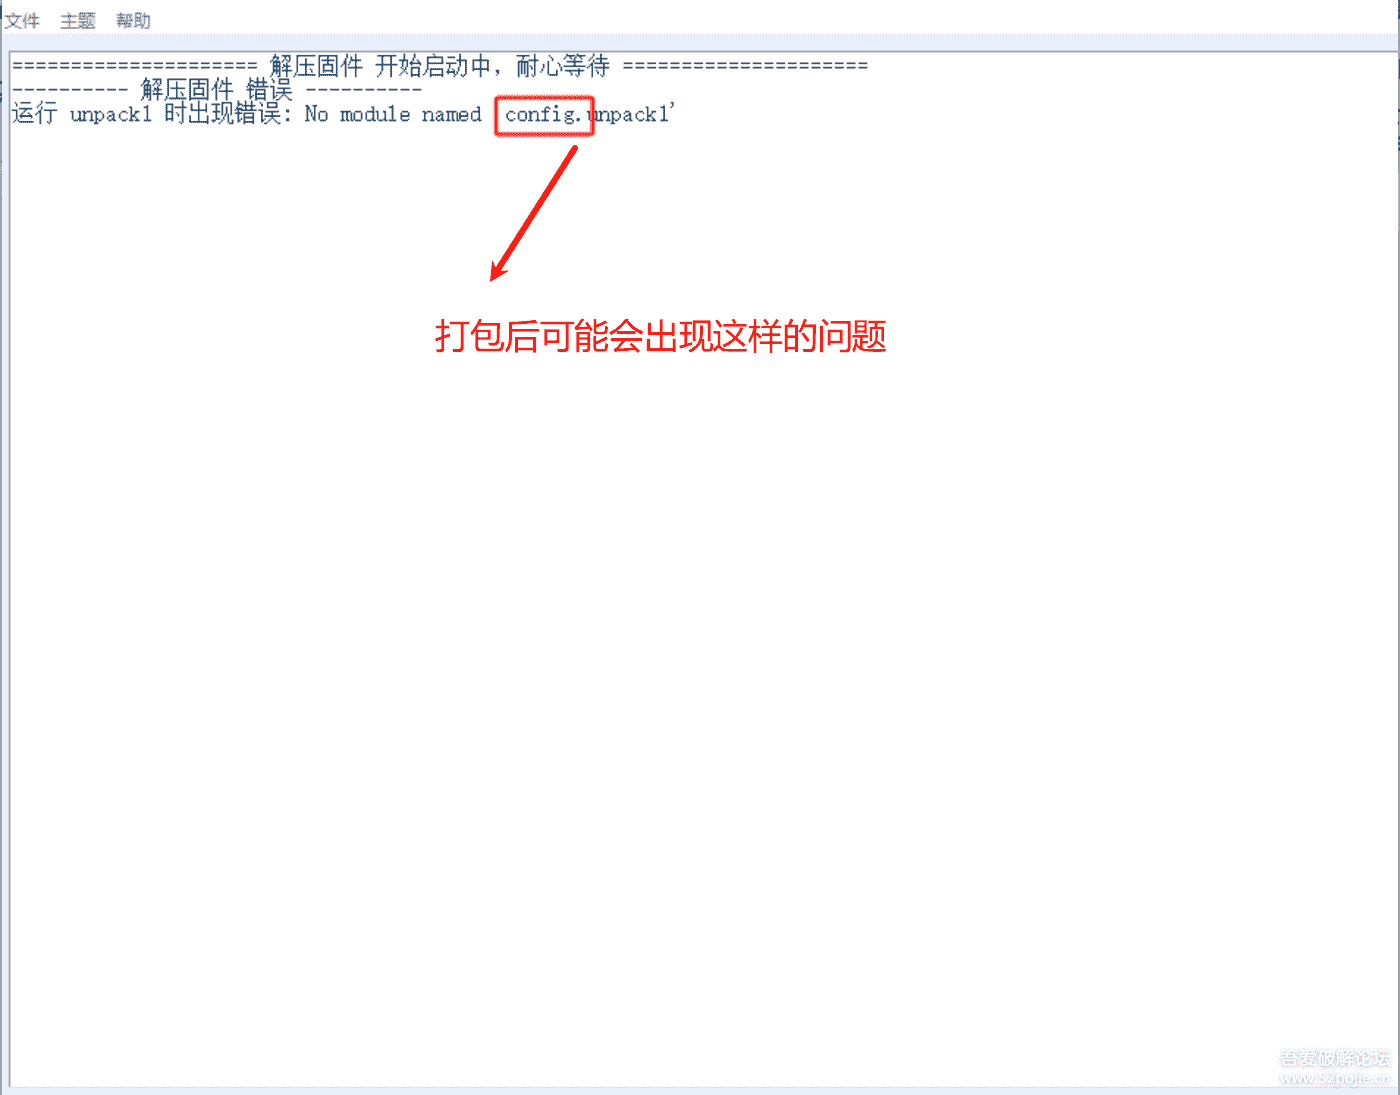 文件 主题 帮助
===================== 解压固件 开始启动中，耐心等待 =====================
---------- 解压固件 错误 ----------
运行 unpack1 时出现错误: No module named config.unpack1'
打包后可能会出现这样的问题
吾爱破解论坛
www.52pojie.cn